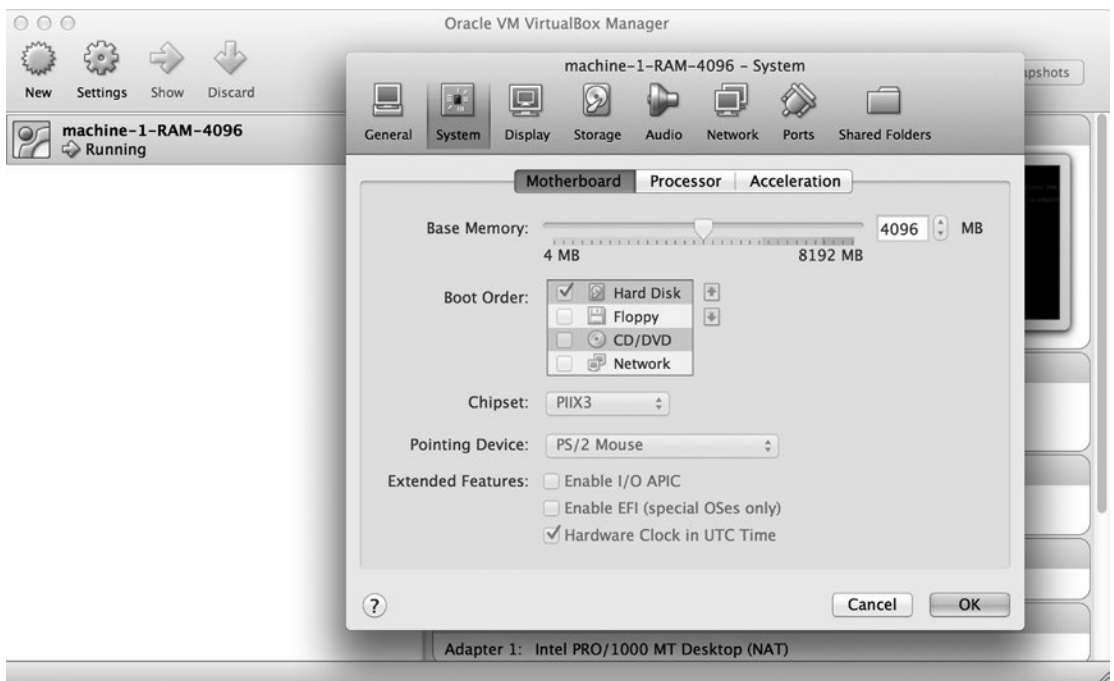 Oracle VM VirtualBox Manager
New Settings Show Discard
machine-1-RAM-4096
Running
machine-1-RAM-4096 – System
General System Display Storage Audio Network Ports Shared Folders
apshots
Motherboard Processor Acceleration
Base Memory: 4096 MB
4 MB 8192 MB
Boot Order: Hard Disk
Floppy
CD/DVD
Network
Chipset: PIIX3
Pointing Device: PS/2 Mouse
Extended Features: Enable I/O APIC
Enable EFI (special OSes only)
Hardware Clock in UTC Time
? Cancel OK
Adapter 1: Intel PRO/1000 MT Desktop (NAT)